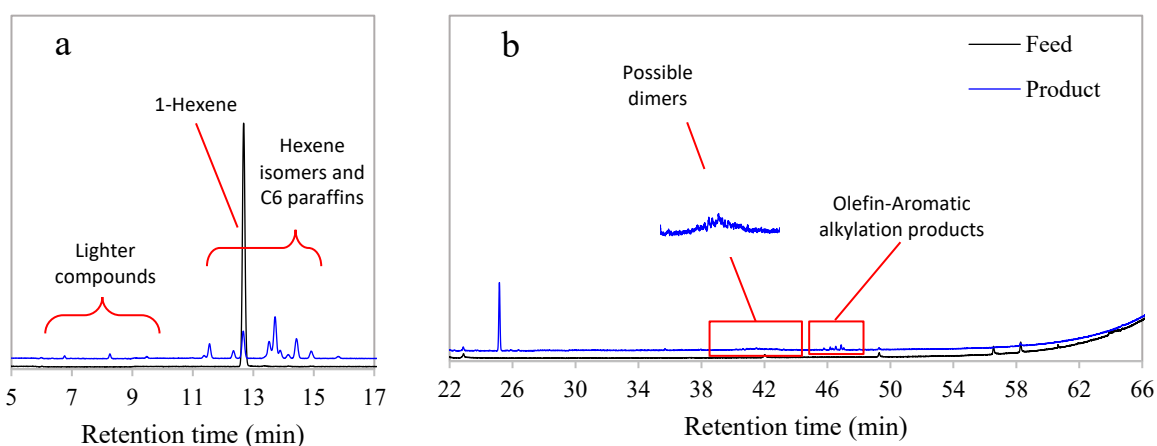 a
1-Hexene
Hexene
isomers and
C6 paraffins
Lighter
compounds
5 7 9 11 13 15 17
Retention time (min)
b
Feed
Product
Possible
dimers
Olefin-Aromatic
alkylation products
22 26 30 34 38 42 46 50 54 58 62 66
Retention time (min)